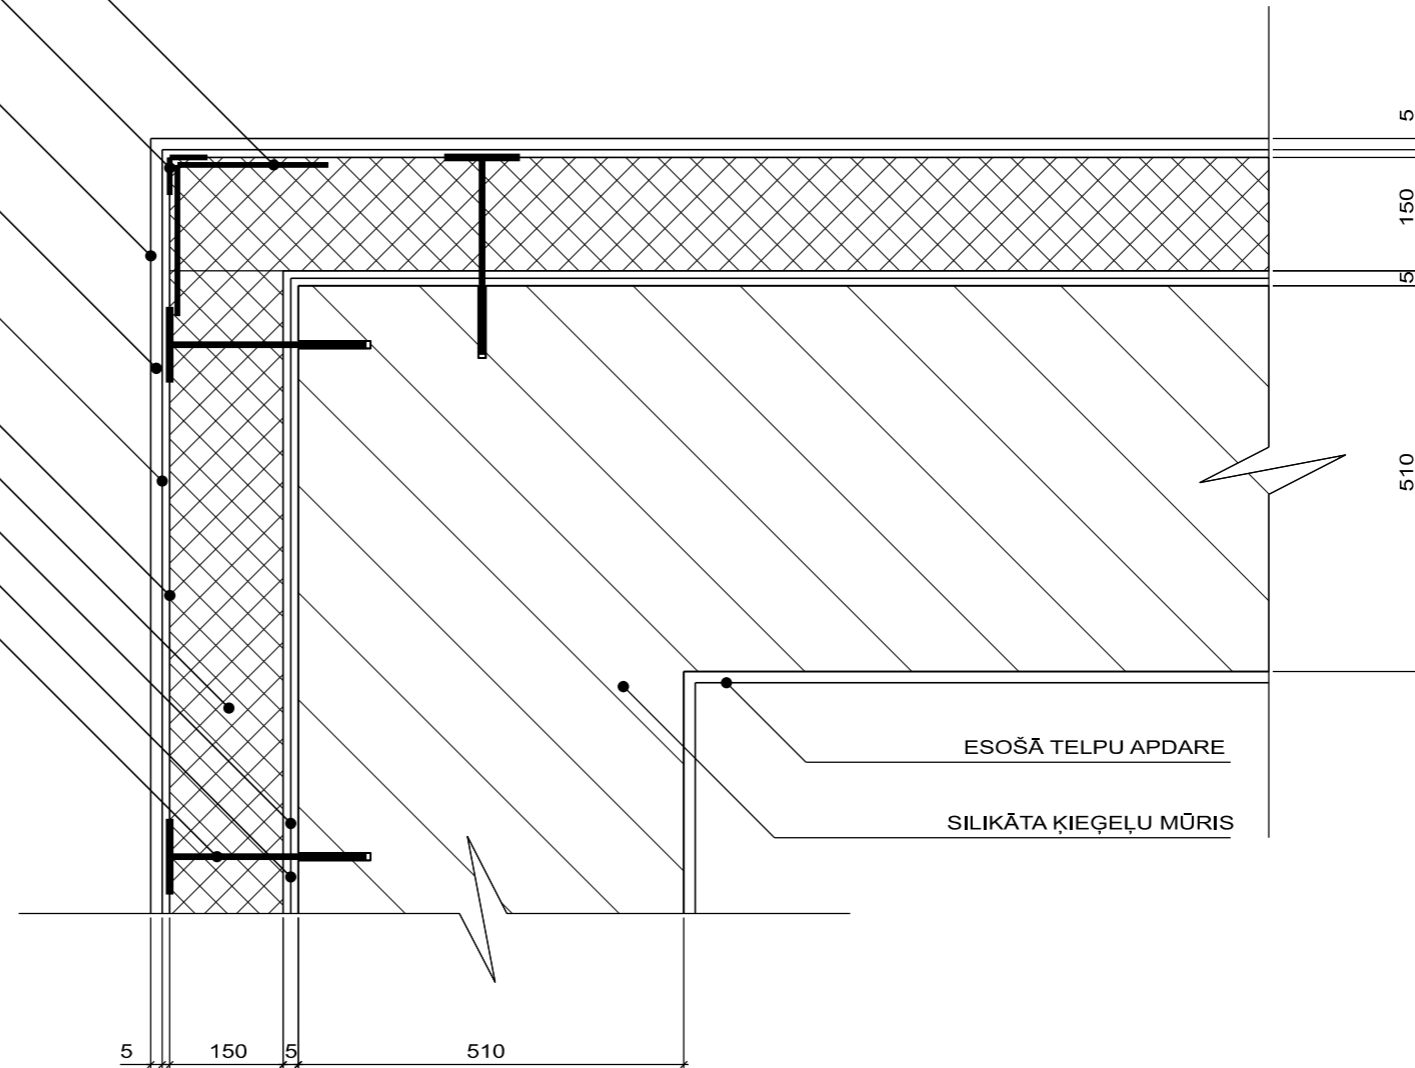 5
150
5
510
ESOŠĀ TELPU APDARE
SILIKĀTA ĶIEĢEĻU MŪRIS
5 150 5 510